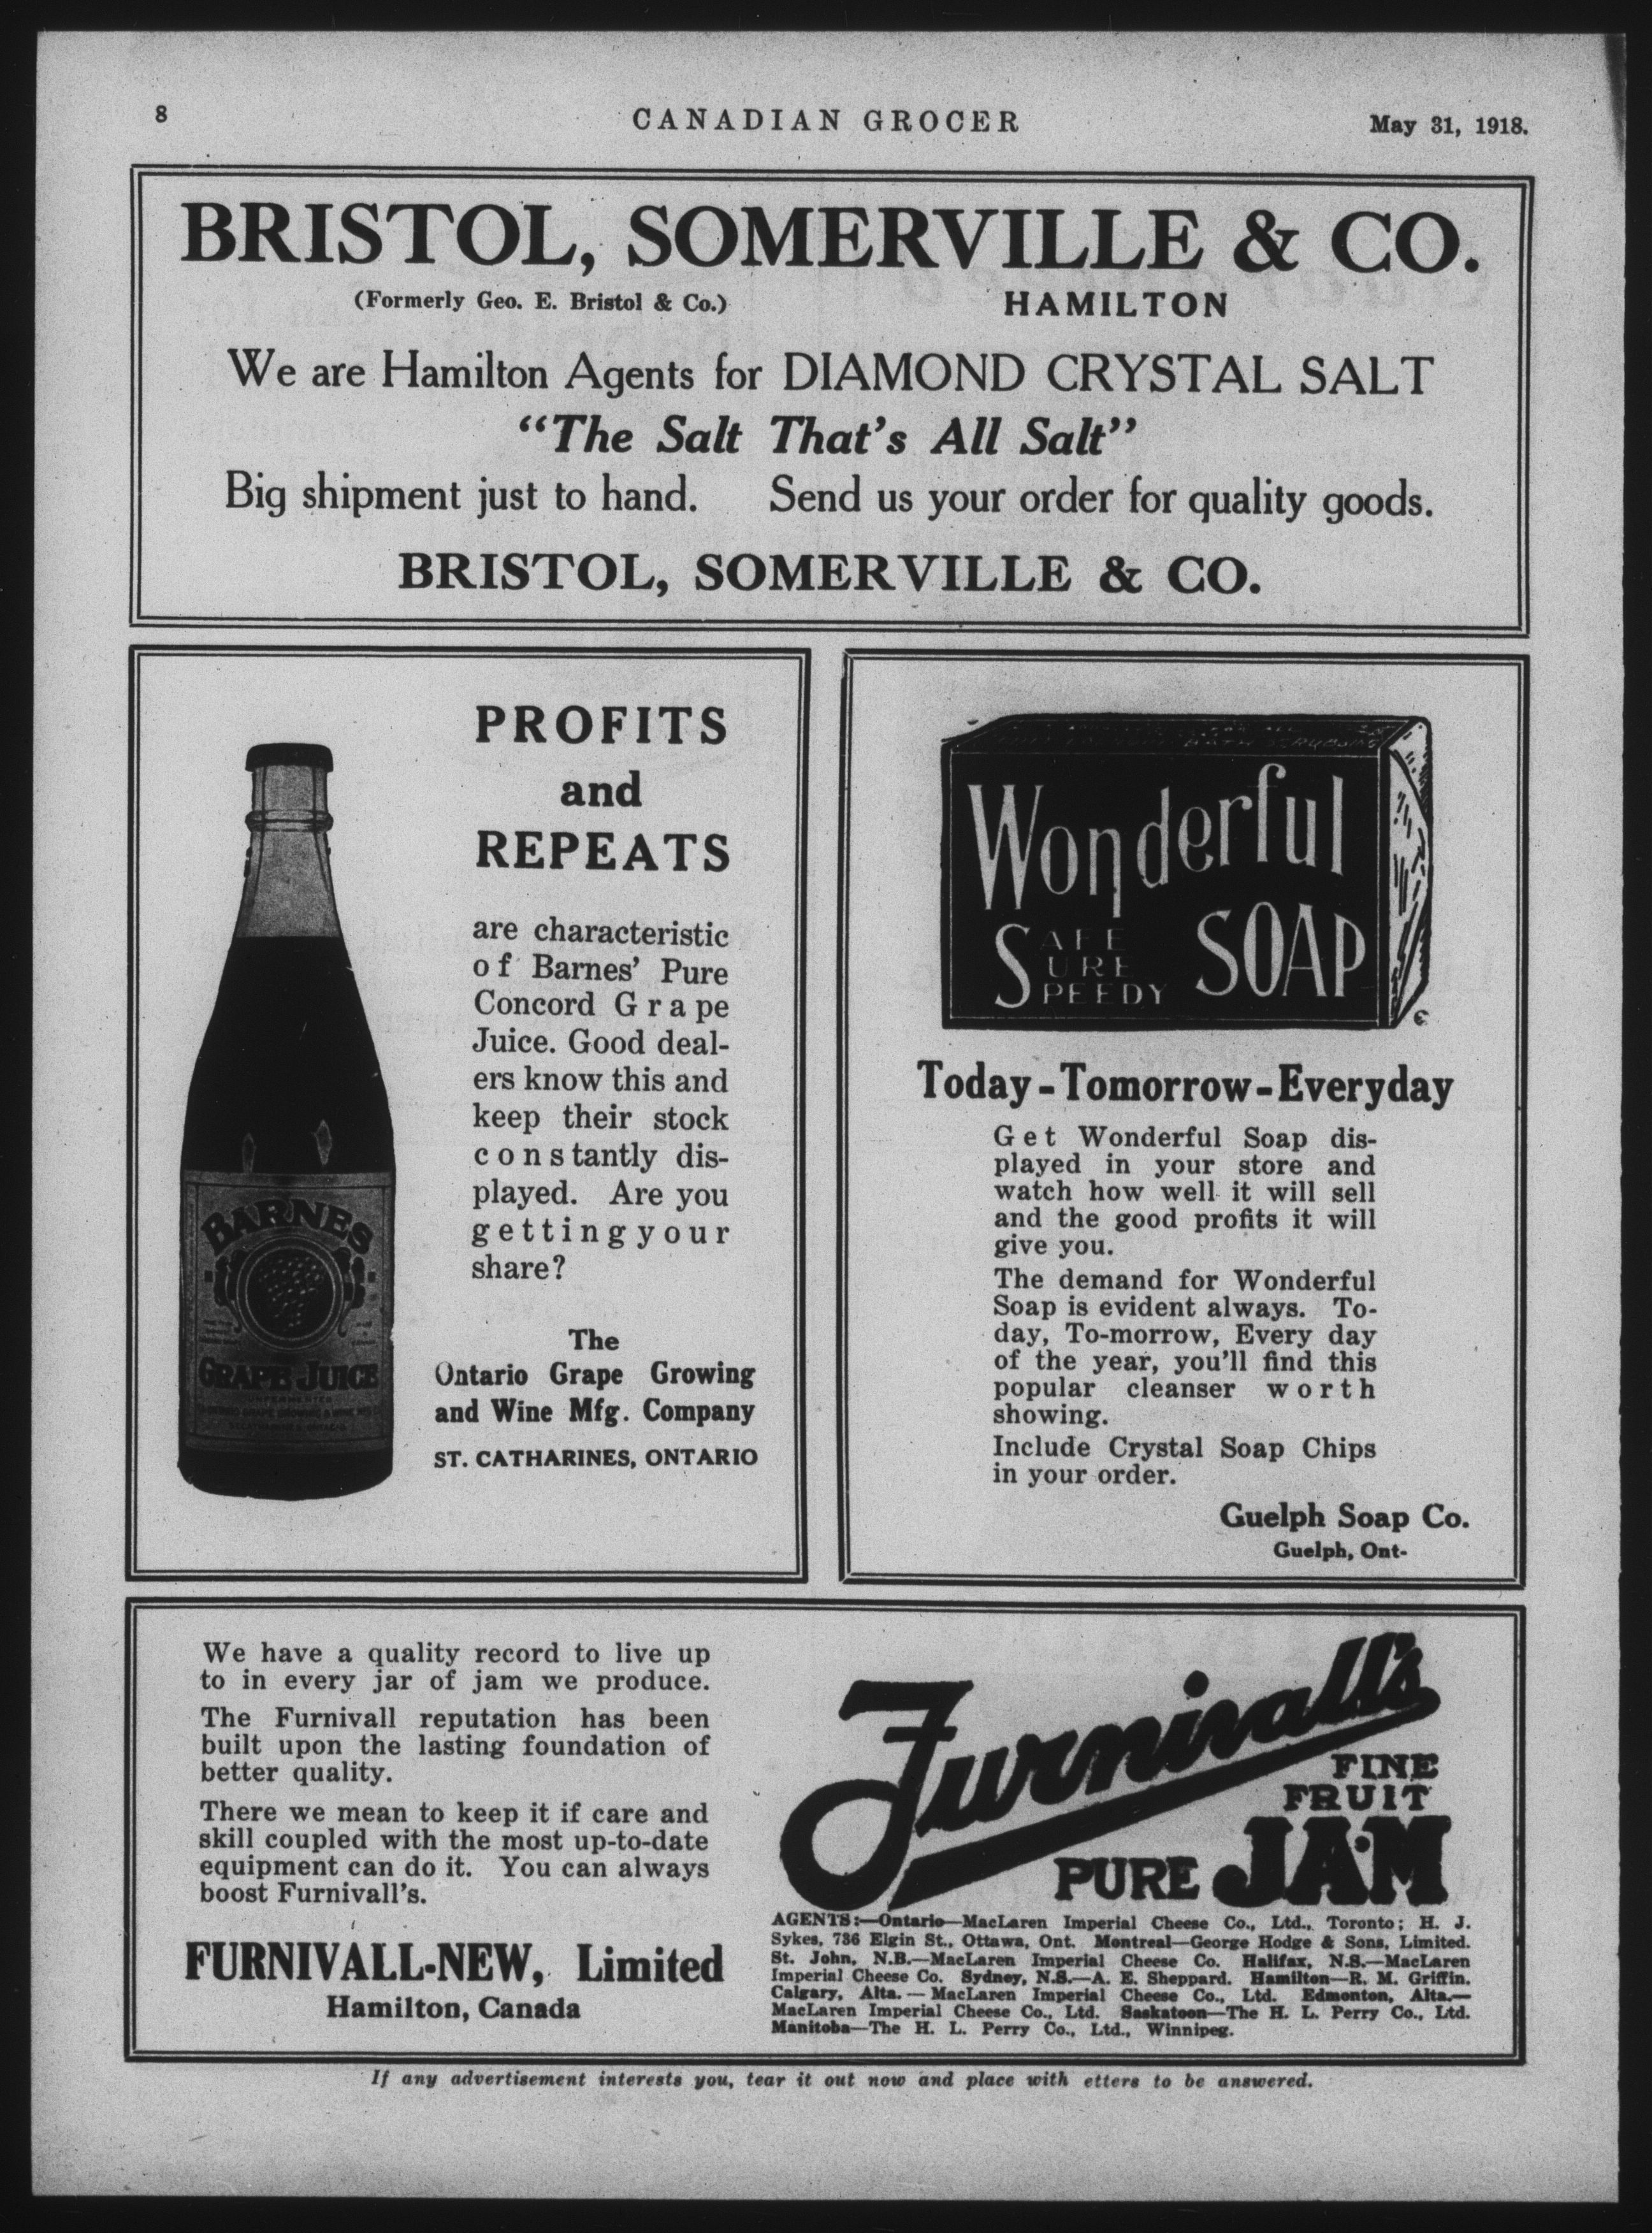 8
CANADIAN GROCER
May 31, 1918.
BRISTOL, SOMERVILLE & CO.
(Formerly Geo. E. Bristol & Co.)
HAMILTON
We are Hamilton Agents for DIAMOND CRYSTAL SALT
“The Salt That's All Salt”
Big shipment just to hand. Send us your order for quality goods.
BRISTOL, SOMERVILLE & CO.
PROFITS
and
REPEATS
are characteristic
of Barnes' Pure
Concord Grape
Juice. Good deal-
ers know this and
keep their stock
constantly dis-
played. Are you
getting your
share?
The
Ontario Grape Growing
and Wine Mfg. Company
ST. CATHARINES, ONTARIO
BARNES
GRAPE JUICE
Wonderful
SAFE
SURE
SPEEDY
SOAP
Today-Tomorrow-Everyday
Get Wonderful Soap dis-
played in your store and
watch how well it will sell
and the good profits it will
give you.
The demand for Wonderful
Soap is evident always. To-
day, To-morrow, Every day
of the year, you'll find this
popular cleanser worth
showing.
Include Crystal Soap Chips
in your order.
Guelph Soap Co.
Guelph, Ont-
We have a quality record to live up
to in every jar of jam we produce.
The Furnivall reputation has been
built upon the lasting foundation of
better quality.
There we mean to keep it if care and
skill coupled with the most up-to-date
equipment can do it. You can always
boost Furnivall's.
FURNIVALL-NEW, Limited
Hamilton, Canada
Furnivall's
FINE
FRUIT
PURE JAM
AGENTS:—Ontario—MacLaren Imperial Cheese Co., Ltd., Toronto; H. J.
Sykes, 736 Elgin St., Ottawa, Ont. Montreal—George Hodge & Sons, Limited.
St. John, N.B.—MacLaren Imperial Cheese Co. Halifax, N.S.—MacLaren
Imperial Cheese Co. Sydney, N.S.—A. E. Sheppard. Hamilton—R. M. Griffin.
Calgary, Alta.—MacLaren Imperial Cheese Co., Ltd. Edmonton, Alta.—
MacLaren Imperial Cheese Co., Ltd. Saskatoon—The H. L. Perry Co., Ltd.
Manitoba—The H. L. Perry Co., Ltd., Winnipeg.
If any advertisement interests you, tear it out now and place with etters to be answered.